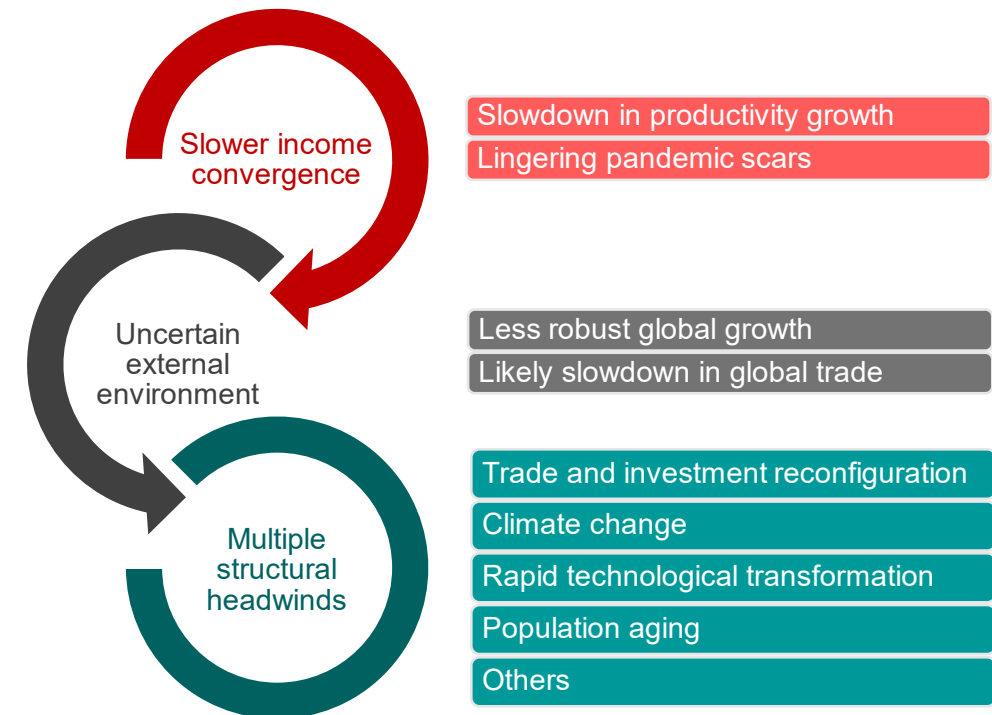 Slower income
convergence
Slowdown in productivity growth
Lingering pandemic scars
Uncertain
external
environment
Less robust global growth
Likely slowdown in global trade
Multiple
structural
headwinds
Trade and investment reconfiguration
Climate change
Rapid technological transformation
Population aging
Others